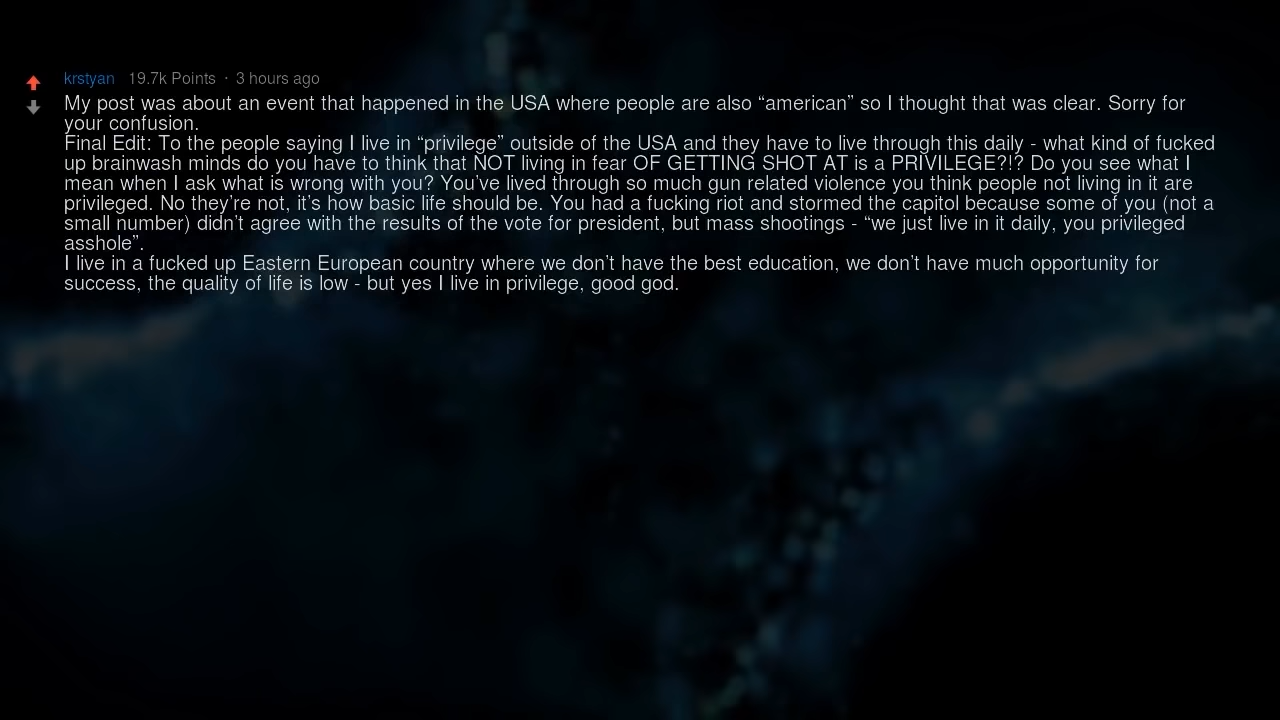 krstyan 19.7k Points · 3 hours ago
My post was about an event that happened in the USA where people are also “american” so I thought that was clear. Sorry for
your confusion.
Final Edit: To the people saying I live in “privilege” outside of the USA and they have to live through this daily - what kind of fucked
up brainwash minds do you have to think that NOT living in fear OF GETTING SHOT AT is a PRIVILEGE?!? Do you see what I
mean when I ask what is wrong with you? You’ve lived through so much gun related violence you think people not living in it are
privileged. No they’re not, it’s how basic life should be. You had a fucking riot and stormed the capitol because some of you (not a
small number) didn’t agree with the results of the vote for president, but mass shootings - “we just live in it daily, you privileged
asshole”.
I live in a fucked up Eastern European country where we don’t have the best education, we don’t have much opportunity for
success, the quality of life is low - but yes I live in privilege, good god.